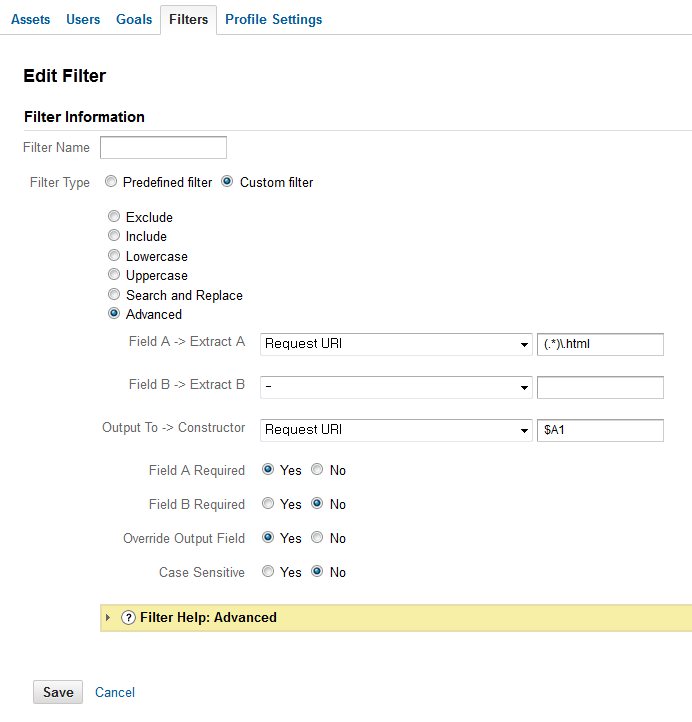 Assets Users Goals Filters Profile Settings
Edit Filter
Filter Information
Filter Name
Filter Type Predefined filter Custom filter
Exclude
Include
Lowercase
Uppercase
Search and Replace
Advanced
Field A -> Extract A Request URI (.*)\.html
Field B -> Extract B -
Output To -> Constructor Request URI $A1
Field A Required Yes No
Field B Required Yes No
Override Output Field Yes No
Case Sensitive Yes No
? Filter Help: Advanced
Save Cancel